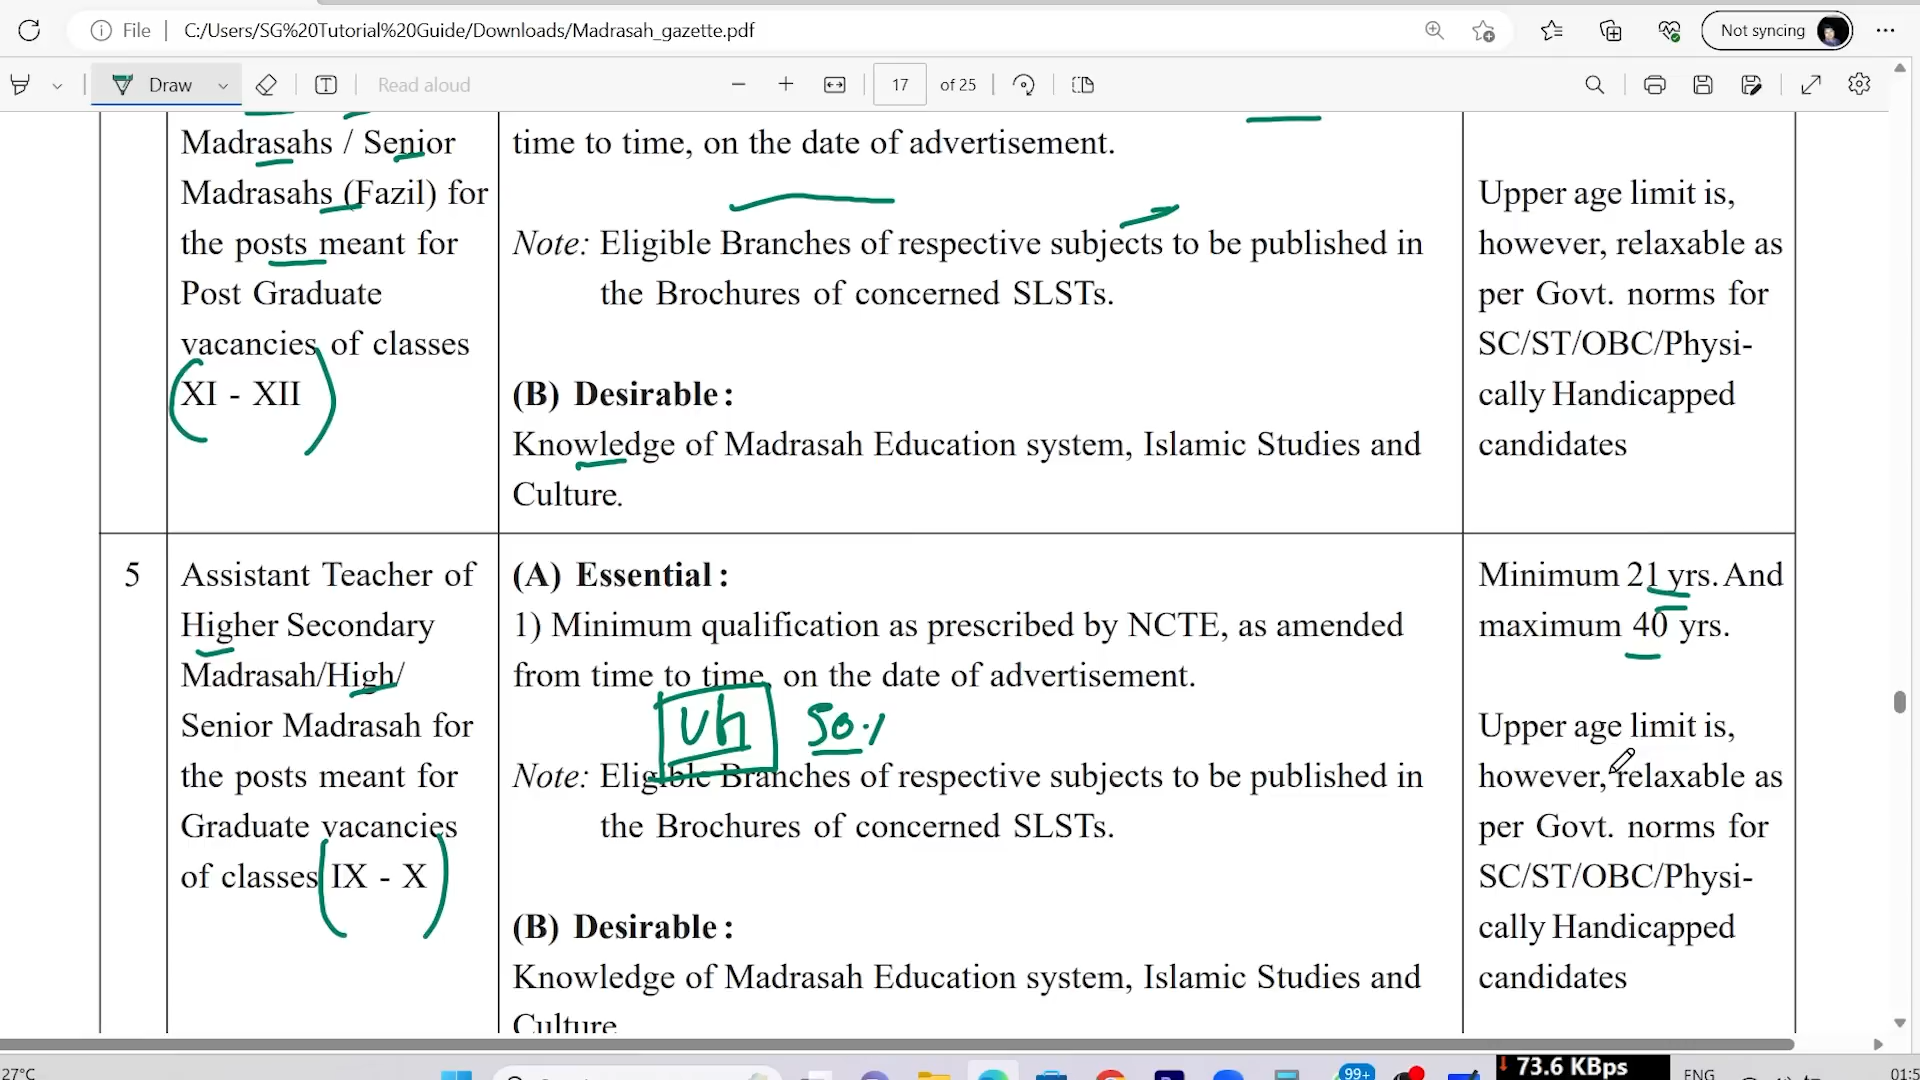 File
C:/Users/SG%20Tutorial%20Guide/Downloads/Madrasah_gazette.pdf
Not syncing
Draw
Read aloud
17
of 25
Madrasahs / Senior
Madrasahs (Fazil) for
the posts meant for
Post Graduate
vacancies of classes
XI - XII
time to time, on the date of advertisement.
Note: Eligible Branches of respective subjects to be published in
the Brochures of concerned SLSTs.
(B) Desirable :
Knowledge of Madrasah Education system, Islamic Studies and
Culture.
Upper age limit is,
however, relaxable as
per Govt. norms for
SC/ST/OBC/Physi-
cally Handicapped
candidates
5
Assistant Teacher of
Higher Secondary
Madrasah/High/
Senior Madrasah for
the posts meant for
Graduate vacancies
of classes IX - X
(A) Essential :
1) Minimum qualification as prescribed by NCTE, as amended
from time to time, on the date of advertisement.
50%
Note: Eligible Branches of respective subjects to be published in
the Brochures of concerned SLSTs.
(B) Desirable :
Knowledge of Madrasah Education system, Islamic Studies and
Culture
Minimum 21 yrs. And
maximum 40 yrs.
Upper age limit is,
however, relaxable as
per Govt. norms for
SC/ST/OBC/Physi-
cally Handicapped
candidates
27°C
99+
73.6 KBps
ENG